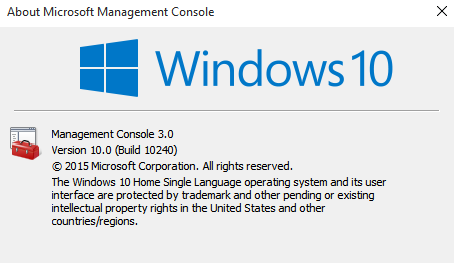 About Microsoft Management Console
Windows 10
Management Console 3.0
Version 10.0 (Build 10240)
© 2015 Microsoft Corporation. All rights reserved.
The Windows 10 Home Single Language operating system and its user
interface are protected by trademark and other pending or existing
intellectual property rights in the United States and other
countries/regions.